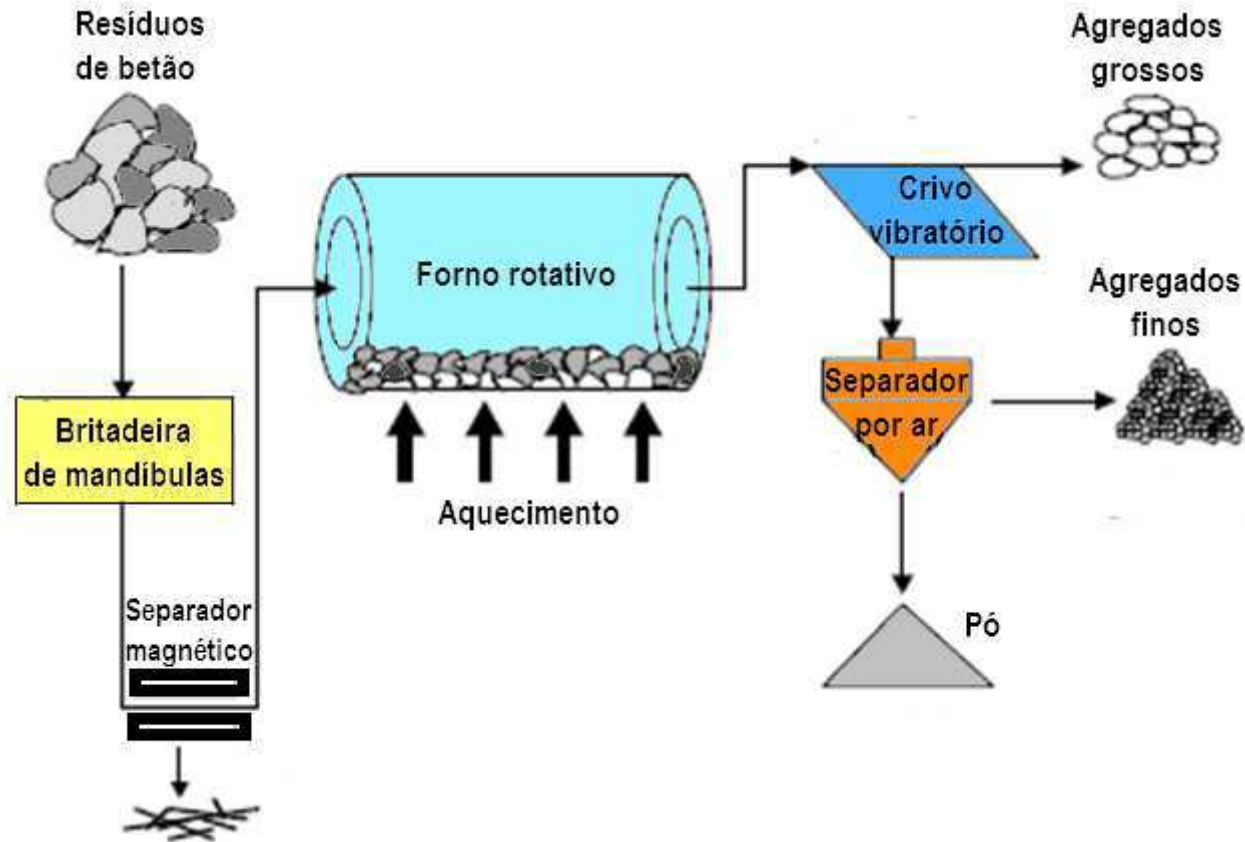 Resíduos
de betão
Britadeira
de mandíbulas
Separador
magnético
Forno rotativo
Aquecimento
Crivo
vibratório
Agregados
grossos
Separador
por ar
Agregados
finos
Pó